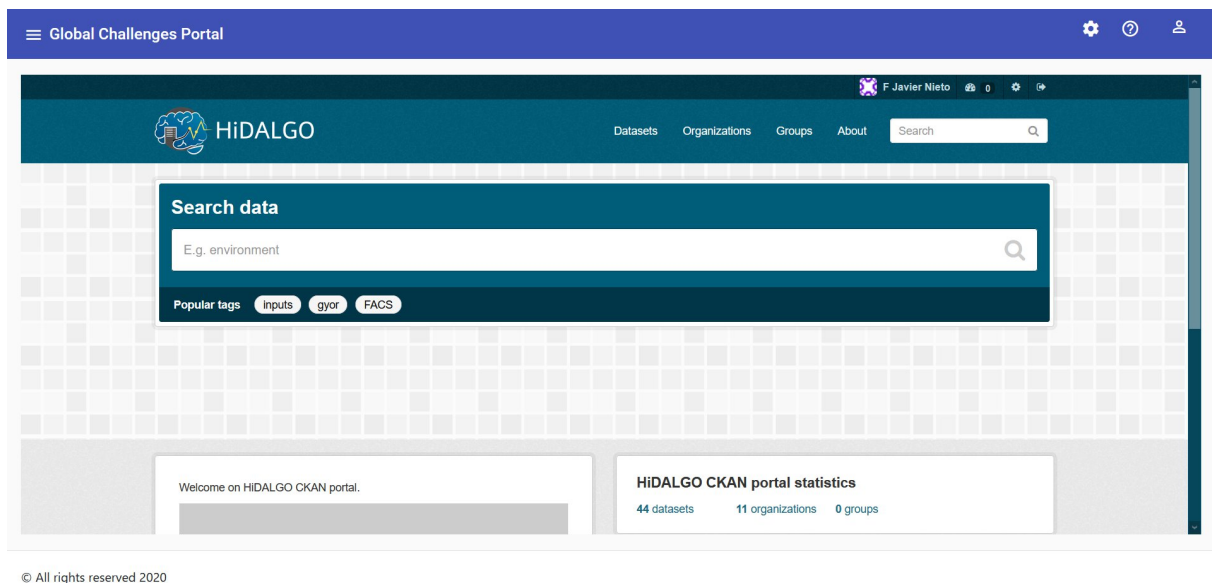 Global Challenges Portal
F Javier Nieto 0
HiDALGO
Datasets Organizations Groups About Search
Search data
E.g. environment
Popular tags inputs gyor FACS
Welcome on HiDALGO CKAN portal.
HiDALGO CKAN portal statistics
44 datasets 11 organizations 0 groups
© All rights reserved 2020